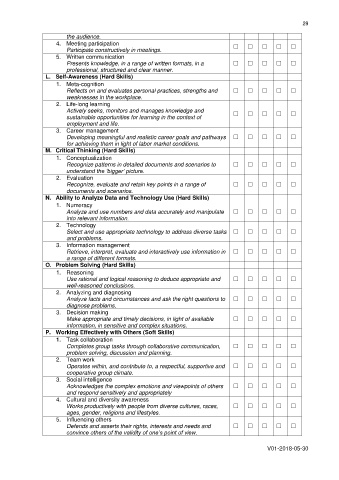 29
the audience.
4. Meeting participation ☐ ☐ ☐ ☐ ☐
Participate constructively in meetings.
5. Written communication ☐ ☐ ☐ ☐ ☐
Presents knowledge, in a range of written formats, in a
professional, structured and clear manner.
L. Self-Awareness (Hard Skills)
1. Meta-cognition ☐ ☐ ☐ ☐ ☐
Reflects on and evaluates personal practices, strengths and
weaknesses in the workplace.
2. Life-long learning ☐ ☐ ☐ ☐ ☐
Actively seeks, monitors and manages knowledge and
sustainable opportunities for learning in the context of
employment and life.
3. Career management ☐ ☐ ☐ ☐ ☐
Developing meaningful and realistic career goals and pathways
for achieving them in light of labor market conditions.
M. Critical Thinking (Hard Skills)
1. Conceptualization ☐ ☐ ☐ ☐ ☐
Recognize patterns in detailed documents and scenarios to
understand the 'bigger' picture.
2. Evaluation ☐ ☐ ☐ ☐ ☐
Recognize, evaluate and retain key points in a range of
documents and scenarios.
N. Ability to Analyze Data and Technology Use (Hard Skills)
1. Numeracy ☐ ☐ ☐ ☐ ☐
Analyze and use numbers and data accurately and manipulate
into relevant information.
2. Technology ☐ ☐ ☐ ☐ ☐
Select and use appropriate technology to address diverse tasks
and problems.
3. Information management ☐ ☐ ☐ ☐ ☐
Retrieve, interpret, evaluate and interactively use information in
a range of different formats.
O. Problem Solving (Hard Skills)
1. Reasoning ☐ ☐ ☐ ☐ ☐
Use rational and logical reasoning to deduce appropriate and
well-reasoned conclusions.
2. Analyzing and diagnosing ☐ ☐ ☐ ☐ ☐
Analyze facts and circumstances and ask the right questions to
diagnose problems.
3. Decision making ☐ ☐ ☐ ☐ ☐
Make appropriate and timely decisions, in light of available
information, in sensitive and complex situations.
P. Working Effectively with Others (Soft Skills)
1. Task collaboration ☐ ☐ ☐ ☐ ☐
Completes group tasks through collaborative communication,
problem solving, discussion and planning.
2. Team work ☐ ☐ ☐ ☐ ☐
Operates within, and contribute to, a respectful, supportive and
cooperative group climate.
3. Social intelligence ☐ ☐ ☐ ☐ ☐
Acknowledges the complex emotions and viewpoints of others
and respond sensitively and appropriately
4. Cultural and diversity awareness ☐ ☐ ☐ ☐ ☐
Works productively with people from diverse cultures, races,
ages, gender, religions and lifestyles.
5. Influencing others ☐ ☐ ☐ ☐ ☐
Defends and asserts their rights, interests and needs and
convince others of the validity of one's point of view.
V01-2018-05-30